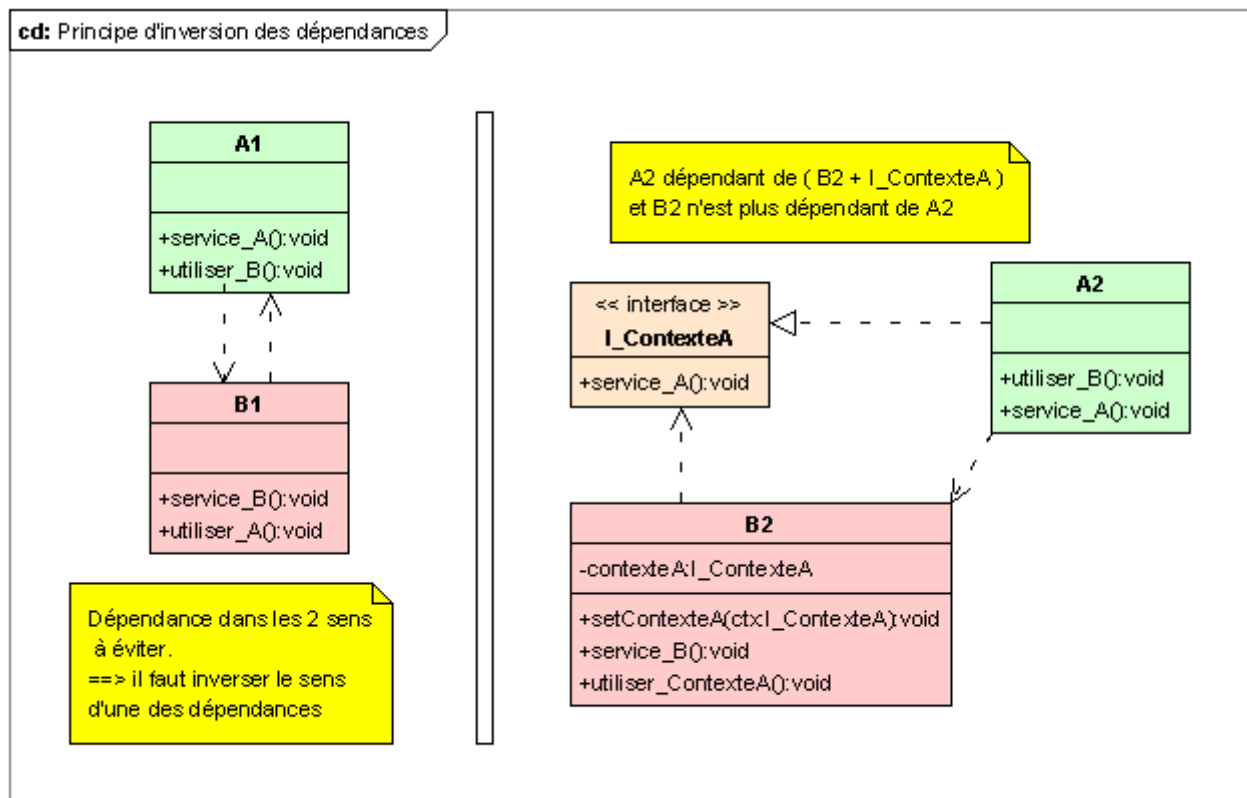 cd: Principe d'inversion des dépendances
A1
+service_A():void
+utiliser_B():void
B1
+service_B():void
+utiliser_A():void
Dépendance dans les 2 sens
à éviter.
==> il faut inverser le sens
d'une des dépendances
A2 dépendant de ( B2 + I_ContexteA )
et B2 n'est plus dépendant de A2
<< interface >>
I_ContexteA
+service_A():void
A2
+utiliser_B():void
+service_A():void
B2
-contexteA:I_ContexteA
+setContexteA(ctx:I_ContexteA):void
+service_B():void
+utiliser_ContexteA():void